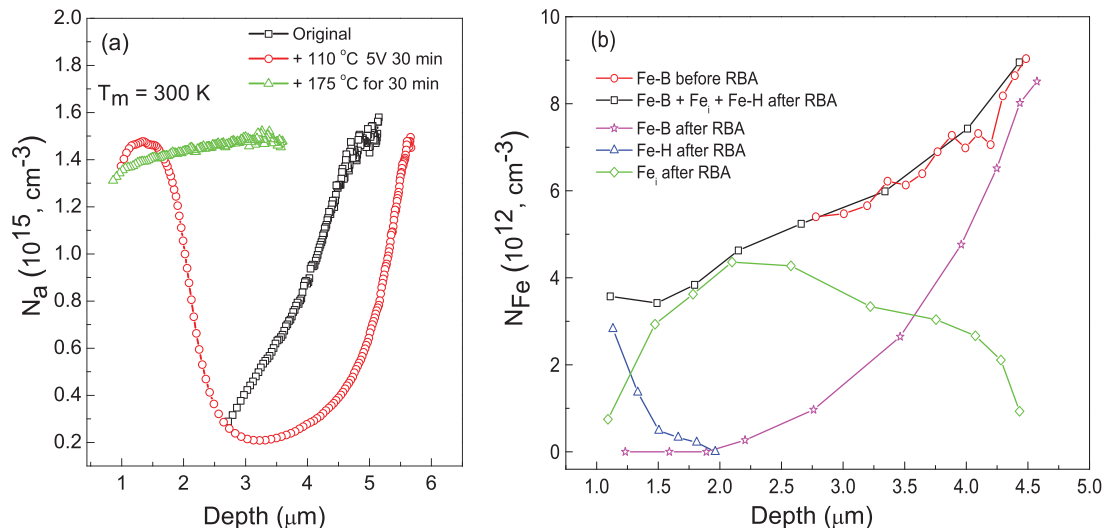 (a)
Original
+ 110 °C 5V 30 min
+ 175 °C for 30 min
T_m = 300 K
N_a (10^15, cm^-3)
2.0
1.8
1.6
1.4
1.2
1.0
0.8
0.6
0.4
0.2
1 2 3 4 5 6
Depth (μm)
(b)
Fe-B before RBA
Fe-B + Fe_i + Fe-H after RBA
Fe-B after RBA
Fe-H after RBA
Fe_i after RBA
N_Fe (10^12, cm^-3)
10
8
6
4
2
0
1.0 1.5 2.0 2.5 3.0 3.5 4.0 4.5 5.0
Depth (μm)